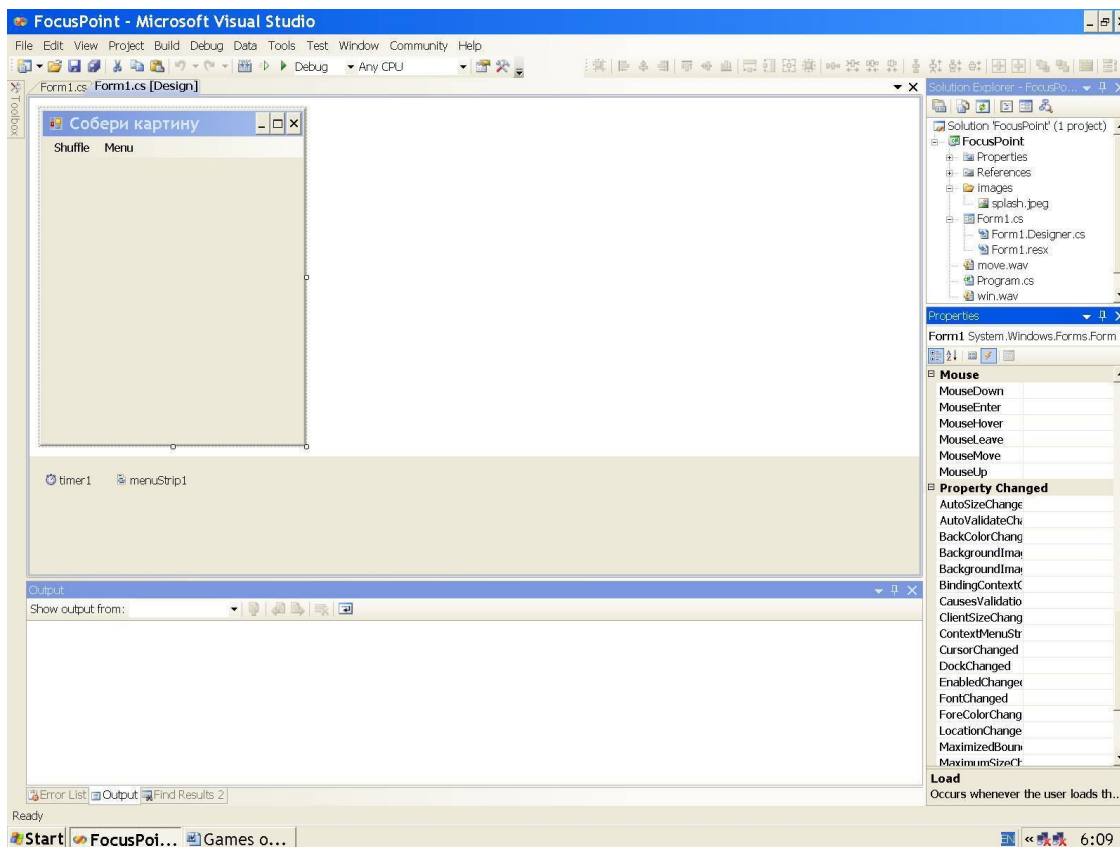 FocusPoint - Microsoft Visual Studio
File Edit View Project Build Debug Data Tools Test Window Community Help
Debug Any CPU
Toolbox
Form1.cs Form1.cs [Design]
Собери картину
Shuffle Menu
timer1 menuStrip1
Output
Show output from:
Error List Output Find Results 2
Solution Explorer - FocusPo...
Solution 'FocusPoint' (1 project)
FocusPoint
Properties
References
images
splash.jpeg
Form1.cs
Form1.Designer.cs
Form1.resx
move.wav
Program.cs
win.wav
Properties
Form1 System.Windows.Forms.Form
Mouse
MouseDown
MouseEnter
MouseHover
MouseLeave
MouseMove
MouseUp
Property Changed
AutoSizeChange
AutoValidateCha
BackColorChang
BackgroundIma
BackgroundIma
BindingContextC
CausesValidatio
ClientSizeChang
ContextMenuStr
CursorChanged
DockChanged
EnabledChange
FontChanged
ForeColorChang
LocationChange
MaximizedBoun
MaximumSizeCh
Load
Occurs whenever the user loads th...
Ready
Start FocusPoi... Games o... EN « 6:09